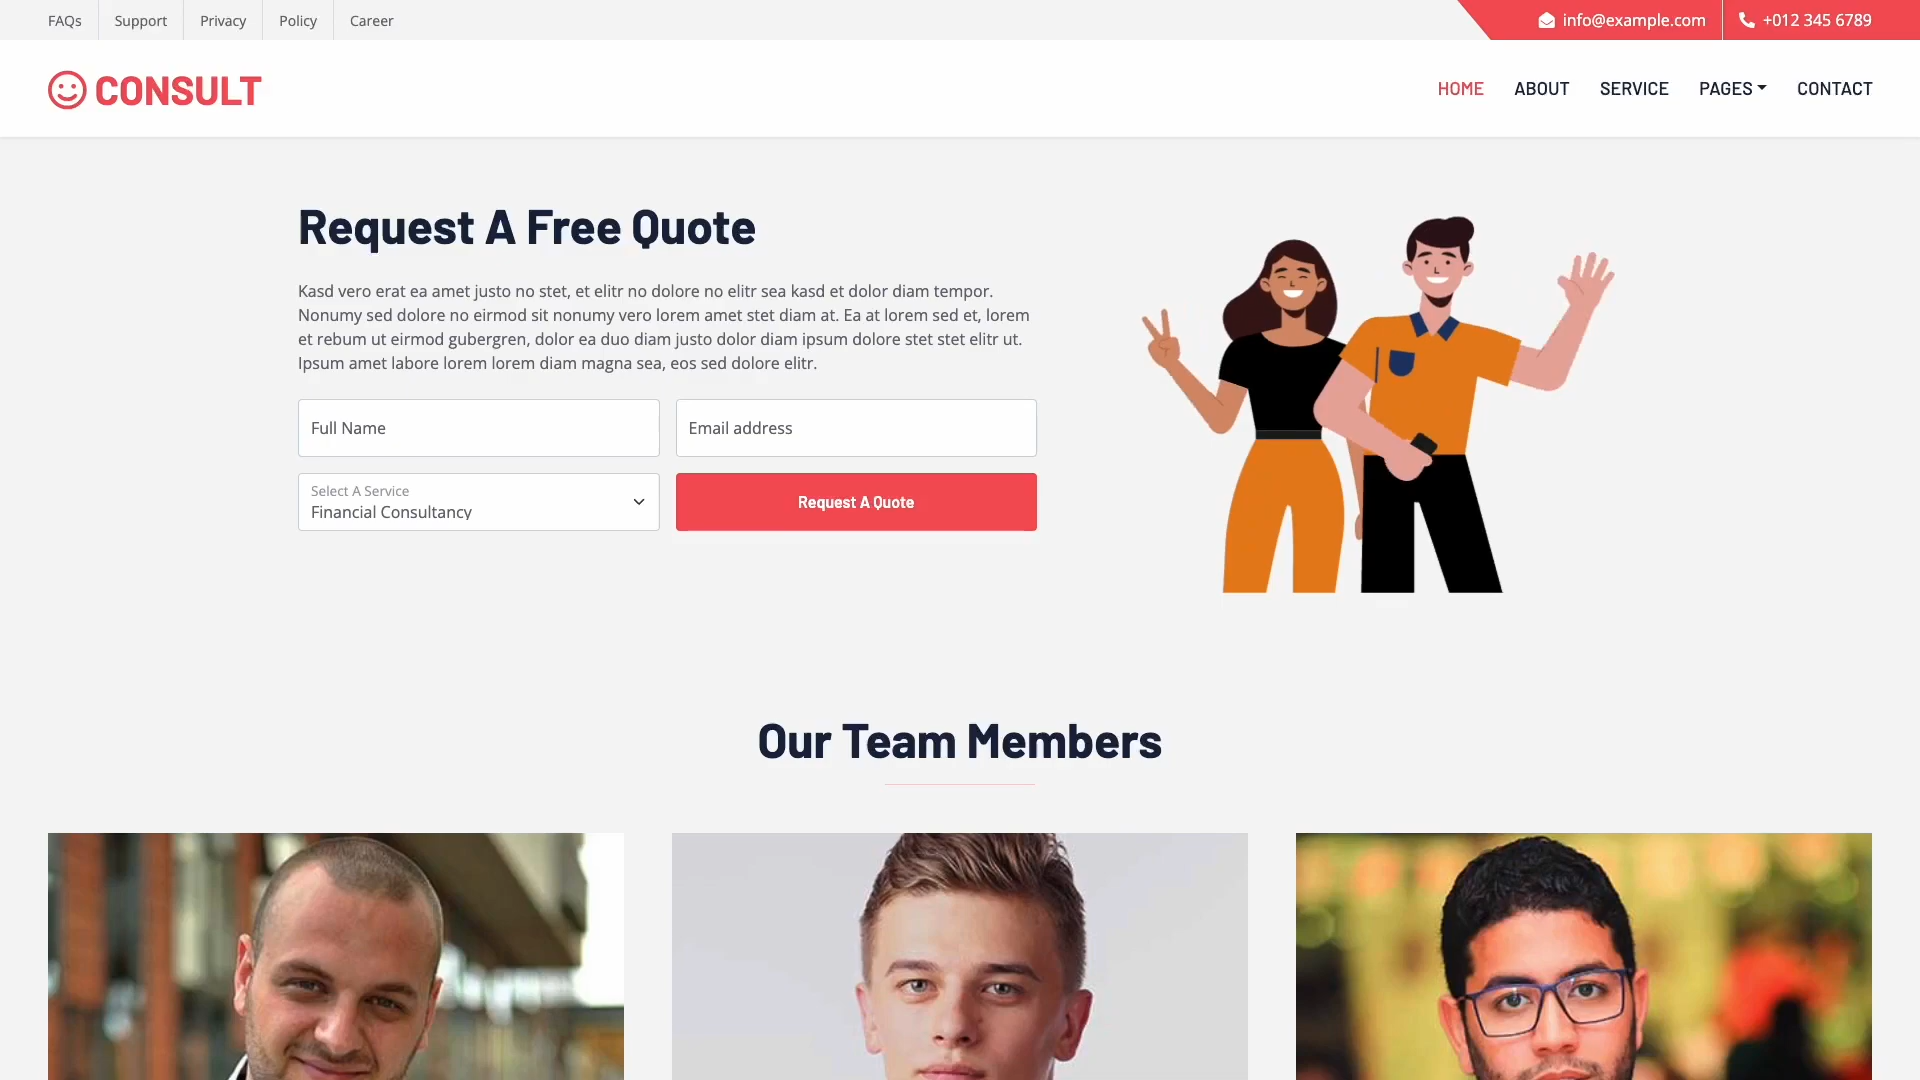 FAQs Support Privacy Policy Career
info@example.com +012 345 6789
CONSULT
HOME ABOUT SERVICE PAGES CONTACT
Request A Free Quote
Kasd vero erat ea amet justo no stet, et elitr no dolore no elitr sea kasd et dolor diam tempor.
Nonumy sed dolore no eirmod sit nonumy vero lorem amet stet diam at. Ea at lorem sed et, lorem
et rebum ut eirmod gubergren, dolor ea duo diam justo dolor diam ipsum dolore stet stet elitr ut.
Ipsum amet labore lorem lorem diam magna sea, eos sed dolore elitr.
Full Name
Email address
Select A Service
Financial Consultancy
Request A Quote
Our Team Members